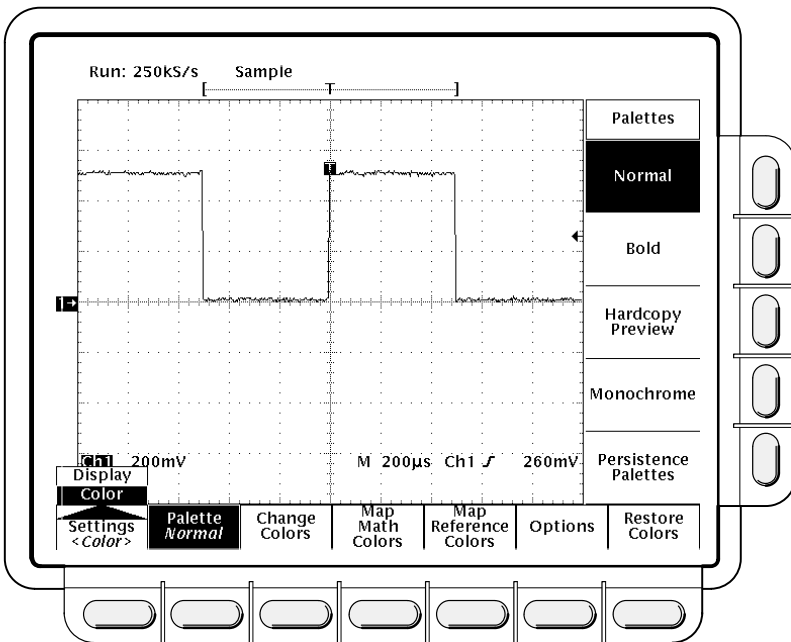 Run: 250kS/s Sample
[ T ]
T
1→
Ch1 200mV M 200µs Ch1 260mV
Palettes
Normal
Bold
Hardcopy
Preview
Monochrome
Persistence
Palettes
Display
Color
Settings
<Color>
Palette
Normal
Change
Colors
Map
Math
Colors
Map
Reference
Colors
Options
Restore
Colors